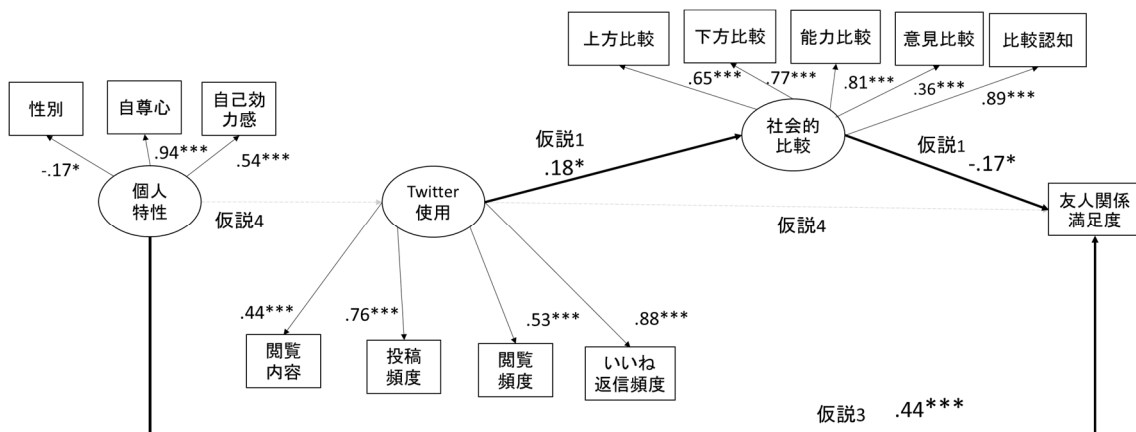 上方比較
下方比較
能力比較
意見比較
比較認知
.65***
.77***
.81***
.36***
.89***
性別
自尊心
自己効
力感
-.17*
.94***
.54***
個人
特性
仮説4
Twitter
使用
仮説1
.18*
社会的
比較
仮説1
-.17*
仮説4
友人関係
満足度
.44***
.76***
.53***
.88***
閲覧
内容
投稿
頻度
閲覧
頻度
いいね
返信頻度
仮説3 .44***